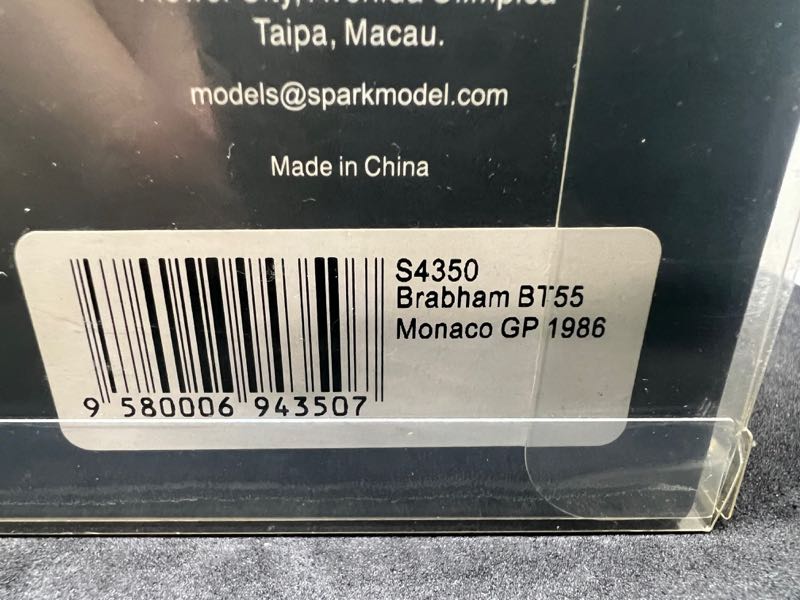 Taipa, Macau.
models@sparkmodel.com
Made in China
S4350
Brabham BT55
Monaco GP 1986
9 580006 943507